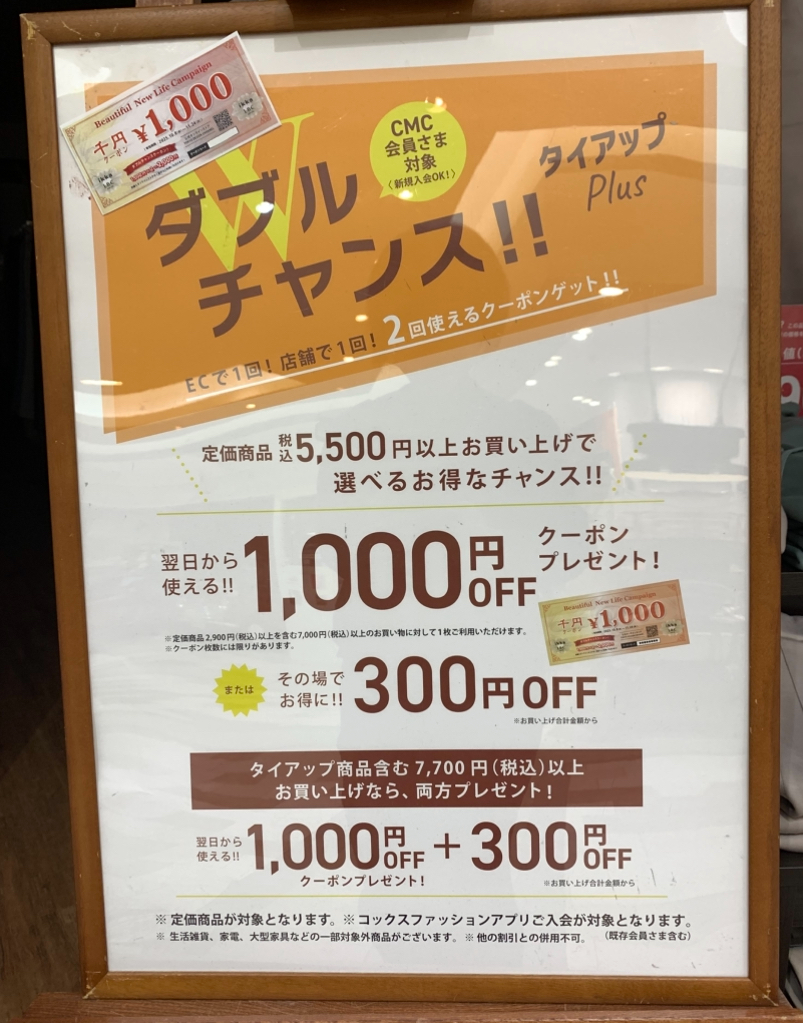 Beautiful New Life Campaign
千円 ¥1,000
クーポン
W
ダブル
チャンス!!
CMC
会員さま
対象
〈新規入会OK!〉
タイアップ
Plus
ECで1回! 店舗で1回! 2回使えるクーポンゲット!!
定価商品 税込5,500円以上お買い上げで
選べるお得なチャンス!!
翌日から
使える!!
1,000円OFF
クーポン
プレゼント!
※定価商品2,900円(税込)以上を含む7,000円(税込)以上のお買い物に対して1枚ご利用いただけます。
※クーポン枚数には限りがあります。
Beautiful New Life Campaign
千円 ¥1,000
クーポン
または
その場で
お得に!!
300円OFF
※お買い上げ合計金額から
タイアップ商品含む7,700円(税込)以上
お買い上げなら、両方プレゼント!
翌日から
使える!!
1,000円OFF + 300円OFF
クーポンプレゼント!
※お買い上げ合計金額から
※ 定価商品が対象となります。※ コックスファッションアプリご入会が対象となります。
※ 生活雑貨、家電、大型家具などの一部対象外商品がございます。※ 他の割引との併用不可。 (既存会員さま含む)